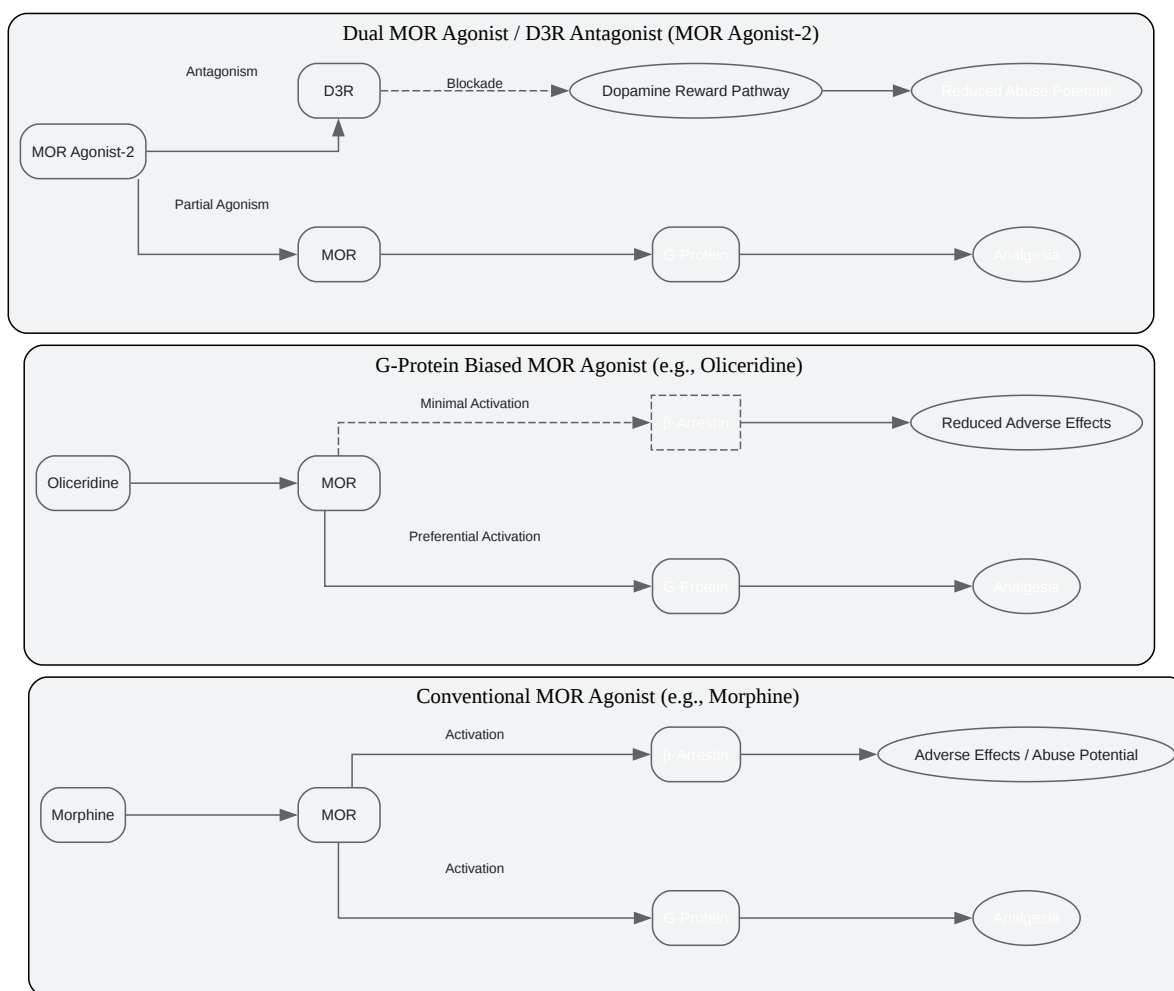 Dual MOR Agonist / D3R Antagonist (MOR Agonist-2)
Antagonism
D3R
Blockade
Dopamine Reward Pathway
Reduced Abuse Potential
MOR Agonist-2
Partial Agonism
MOR
G-Protein
Analgesia
G-Protein Biased MOR Agonist (e.g., Oliceridine)
Minimal Activation
β-Arrestin
Reduced Adverse Effects
Oliceridine
MOR
Preferential Activation
G-Protein
Analgesia
Conventional MOR Agonist (e.g., Morphine)
Activation
β-Arrestin
Adverse Effects / Abuse Potential
Morphine
MOR
Activation
G-Protein
Analgesia